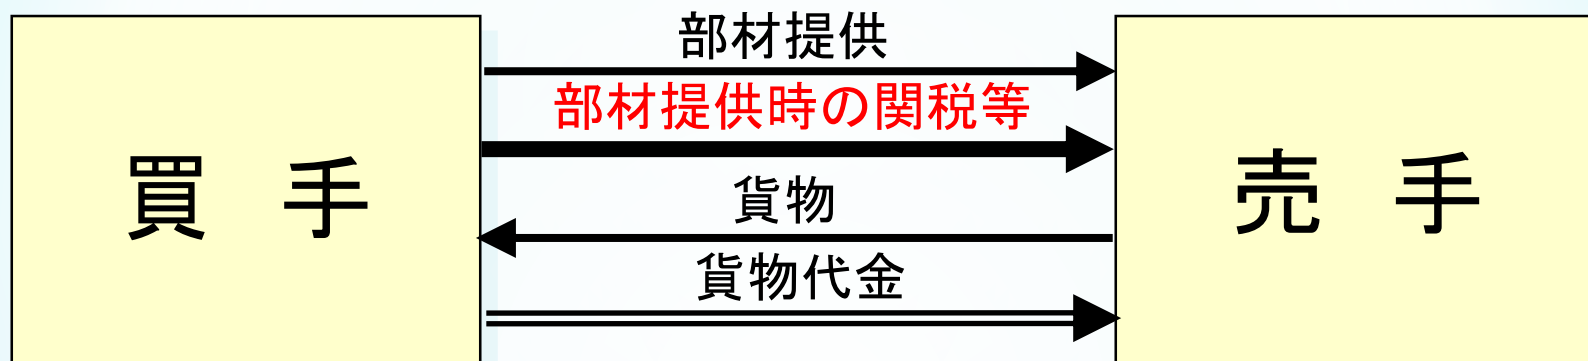 部材提供
部材提供時の関税等
買 手
売 手
貨物
貨物代金